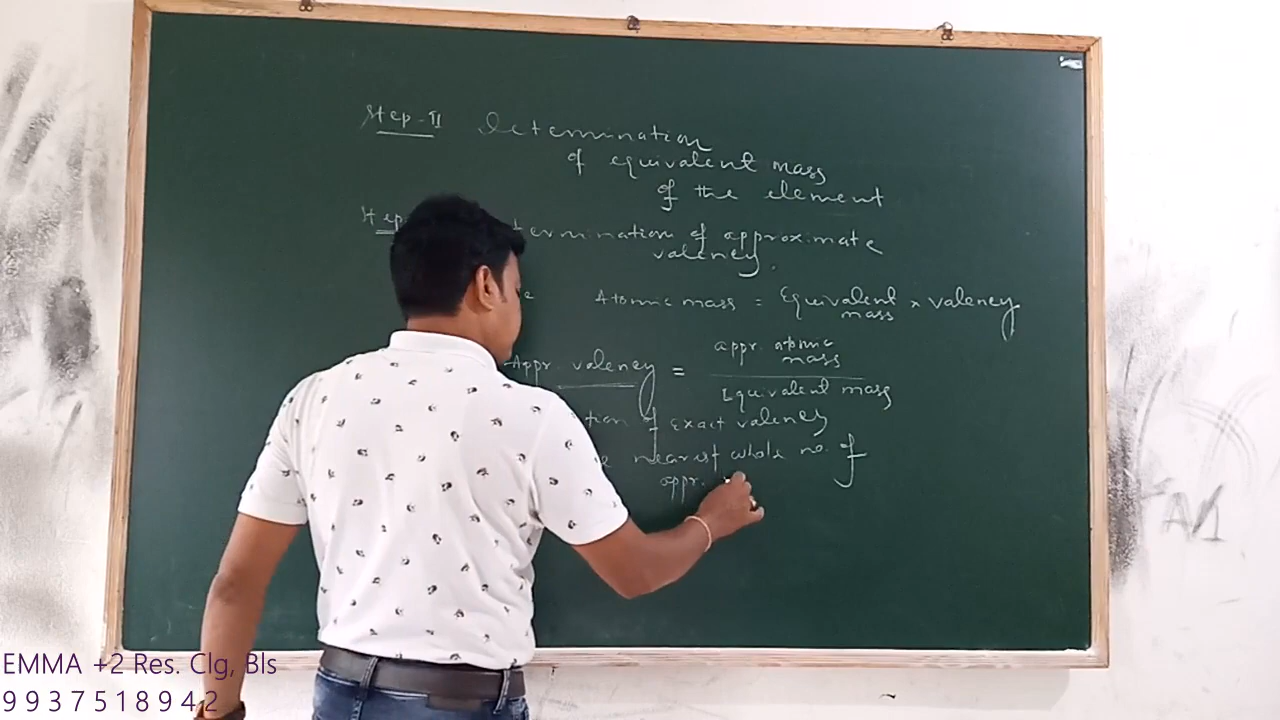 Step-II Determination
of equivalent mass
of the element
Step termination of approximate
valency.
Atomic mass = Equivalent mass × valency
Appr. valency = appr. atomic mass
Equivalent mass
tion of Exact valency
nearest whole no. of
appr.
EMMA +2 Res. Clg, Bls
9937518942